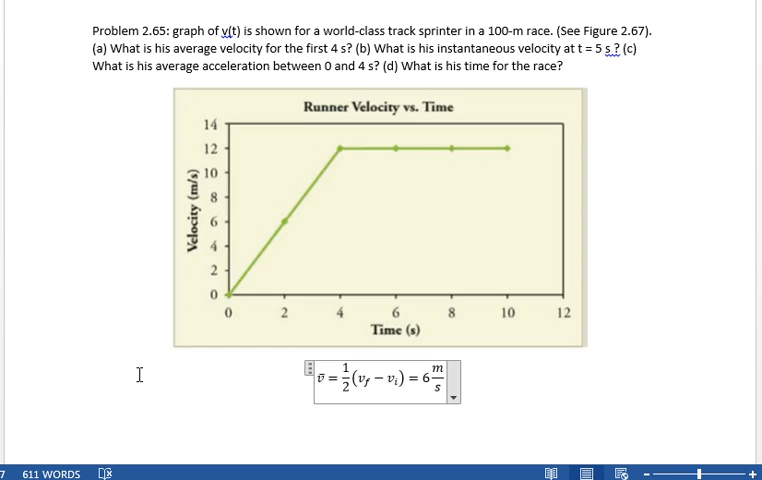 Problem 2.65: graph of v(t) is shown for a world-class track sprinter in a 100-m race. (See Figure 2.67).
(a) What is his average velocity for the first 4 s? (b) What is his instantaneous velocity at t = 5 s ? (c)
What is his average acceleration between 0 and 4 s? (d) What is his time for the race?
Runner Velocity vs. Time
14
12
10
8
6
4
2
0
Velocity (m/s)
0 2 4 6 8 10 12
Time (s)
v̄ = 1/2 (v_f − v_i) = 6 m/s
7 611 WORDS